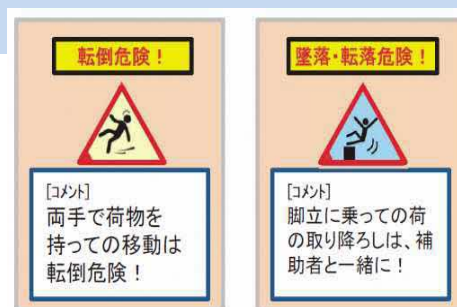 転倒危険！
[コメント]
両手で荷物を
持っての移動は
転倒危険！
墜落・転落危険！
[コメント]
脚立に乗っての荷
の取り降ろしは、補
助者と一緒に！